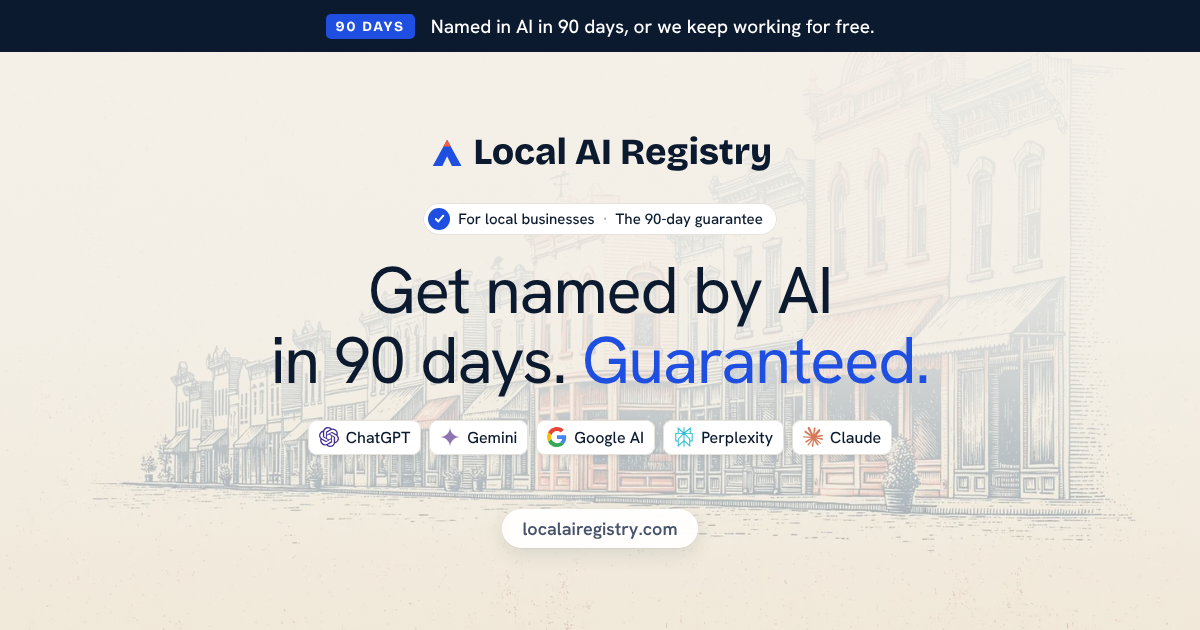 90 DAYS Named in AI in 90 days, or we keep working for free.
Local AI Registry
For local businesses · The 90-day guarantee
Get named by AI
in 90 days. Guaranteed.
ChatGPT Gemini Google AI Perplexity Claude
localairegistry.com